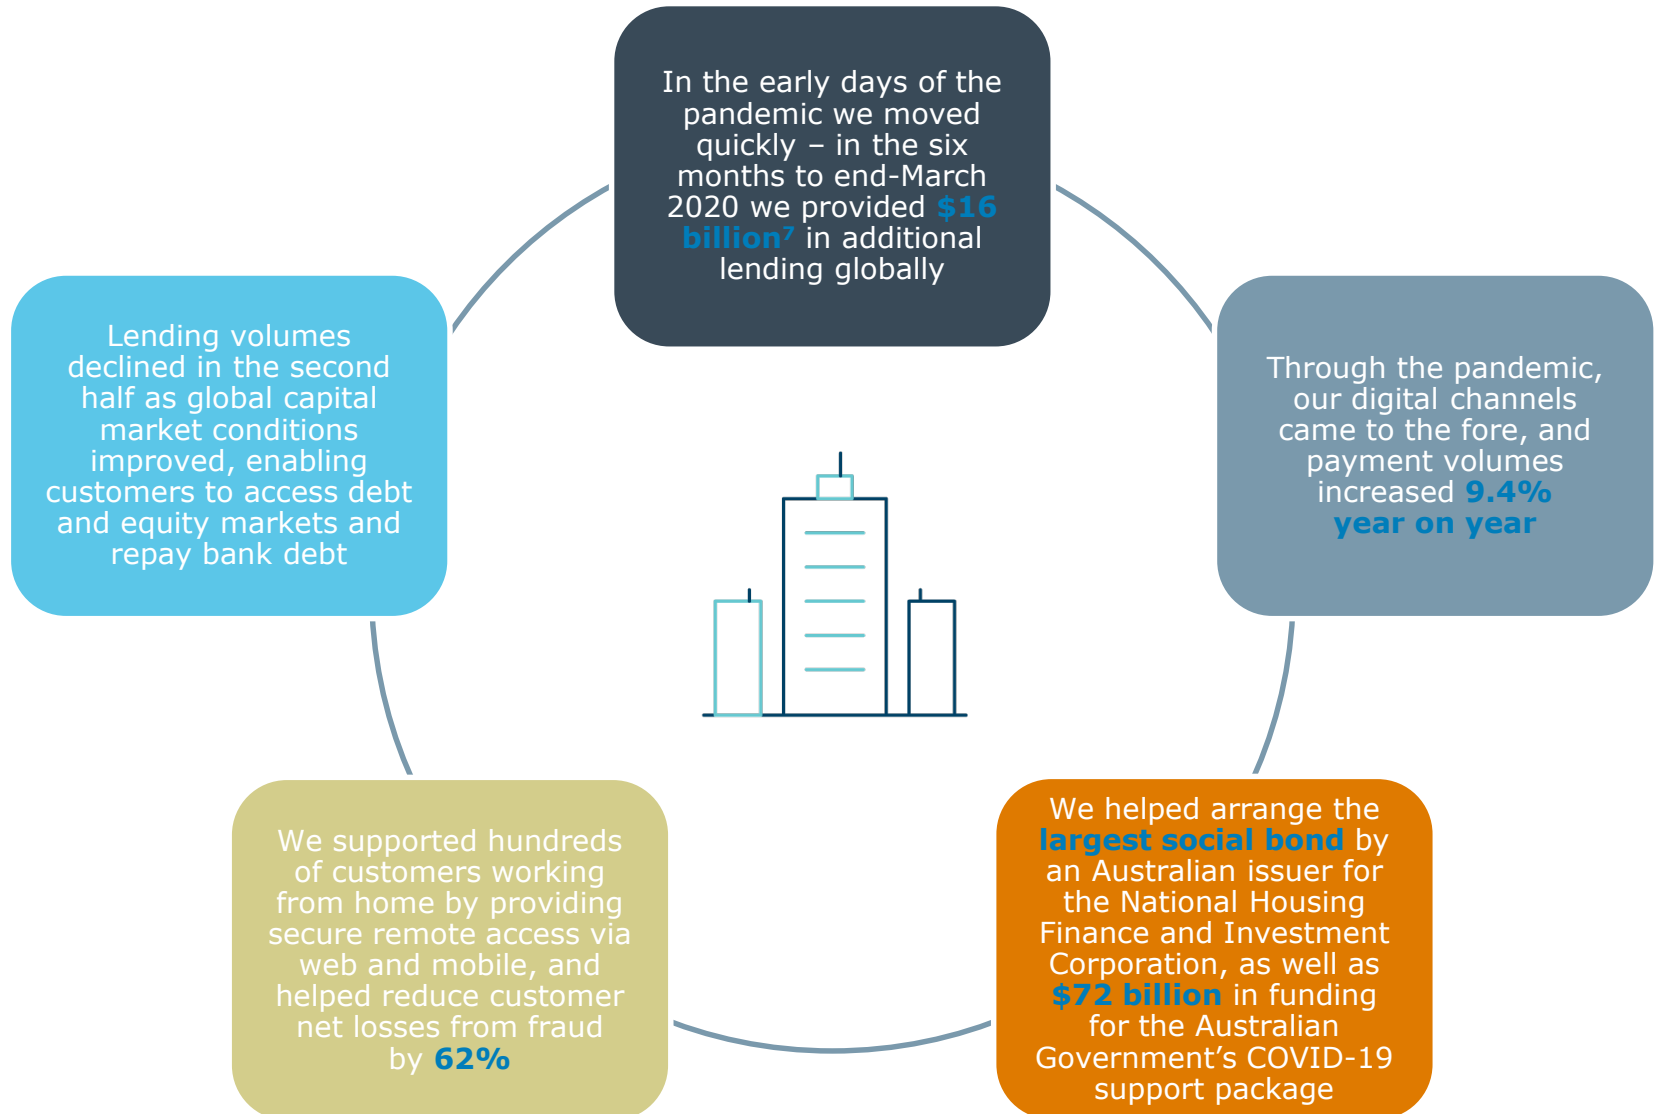 In the early days of the
pandemic we moved
quickly – in the six
months to end-March
2020 we provided $16
billion⁷ in additional
lending globally
Through the pandemic,
our digital channels
came to the fore, and
payment volumes
increased 9.4%
year on year
We helped arrange the
largest social bond by
an Australian issuer for
the National Housing
Finance and Investment
Corporation, as well as
$72 billion in funding
for the Australian
Government’s COVID-19
support package
We supported hundreds
of customers working
from home by providing
secure remote access via
web and mobile, and
helped reduce customer
net losses from fraud
by 62%
Lending volumes
declined in the second
half as global capital
market conditions
improved, enabling
customers to access debt
and equity markets and
repay bank debt